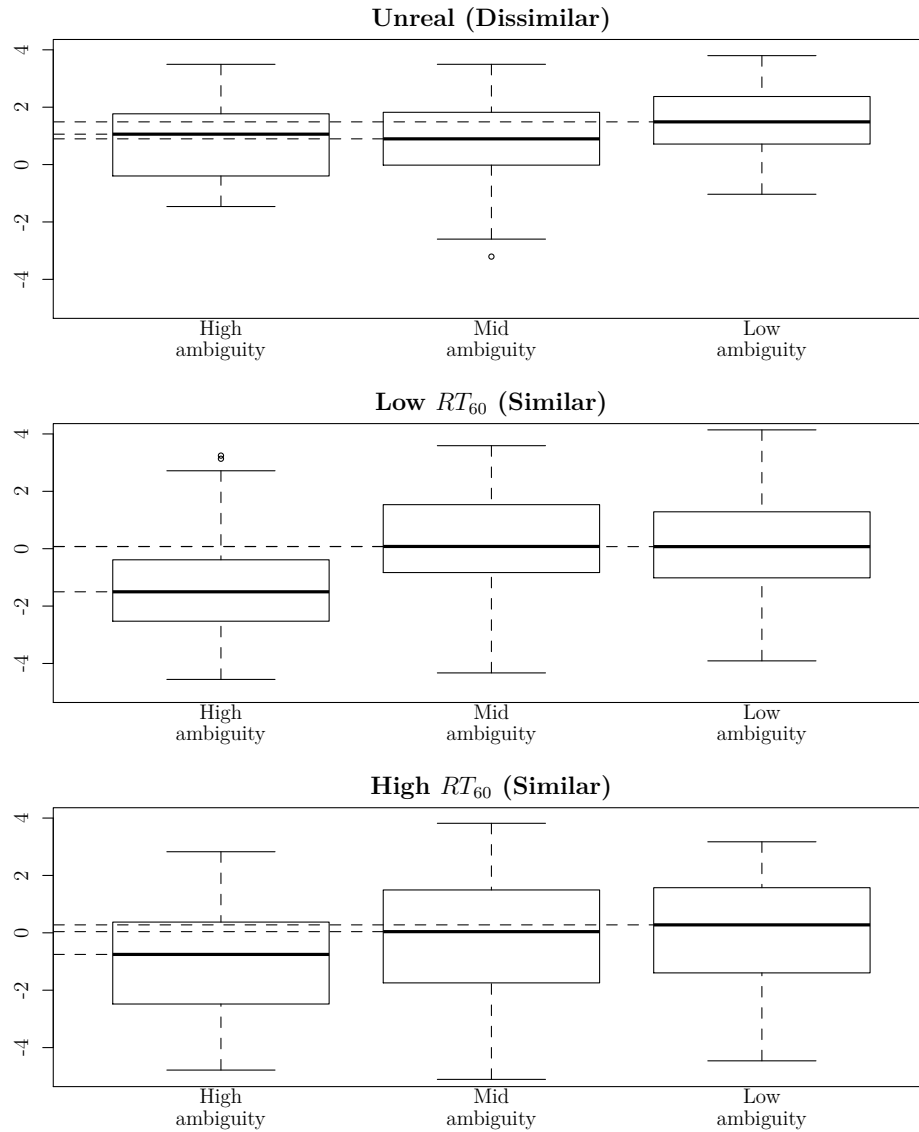 Unreal (Dissimilar)
4
2
0
-2
-4
High
ambiguity
Mid
ambiguity
Low
ambiguity
Low RT₆₀ (Similar)
4
2
0
-2
-4
High
ambiguity
Mid
ambiguity
Low
ambiguity
High RT₆₀ (Similar)
4
2
0
-2
-4
High
ambiguity
Mid
ambiguity
Low
ambiguity